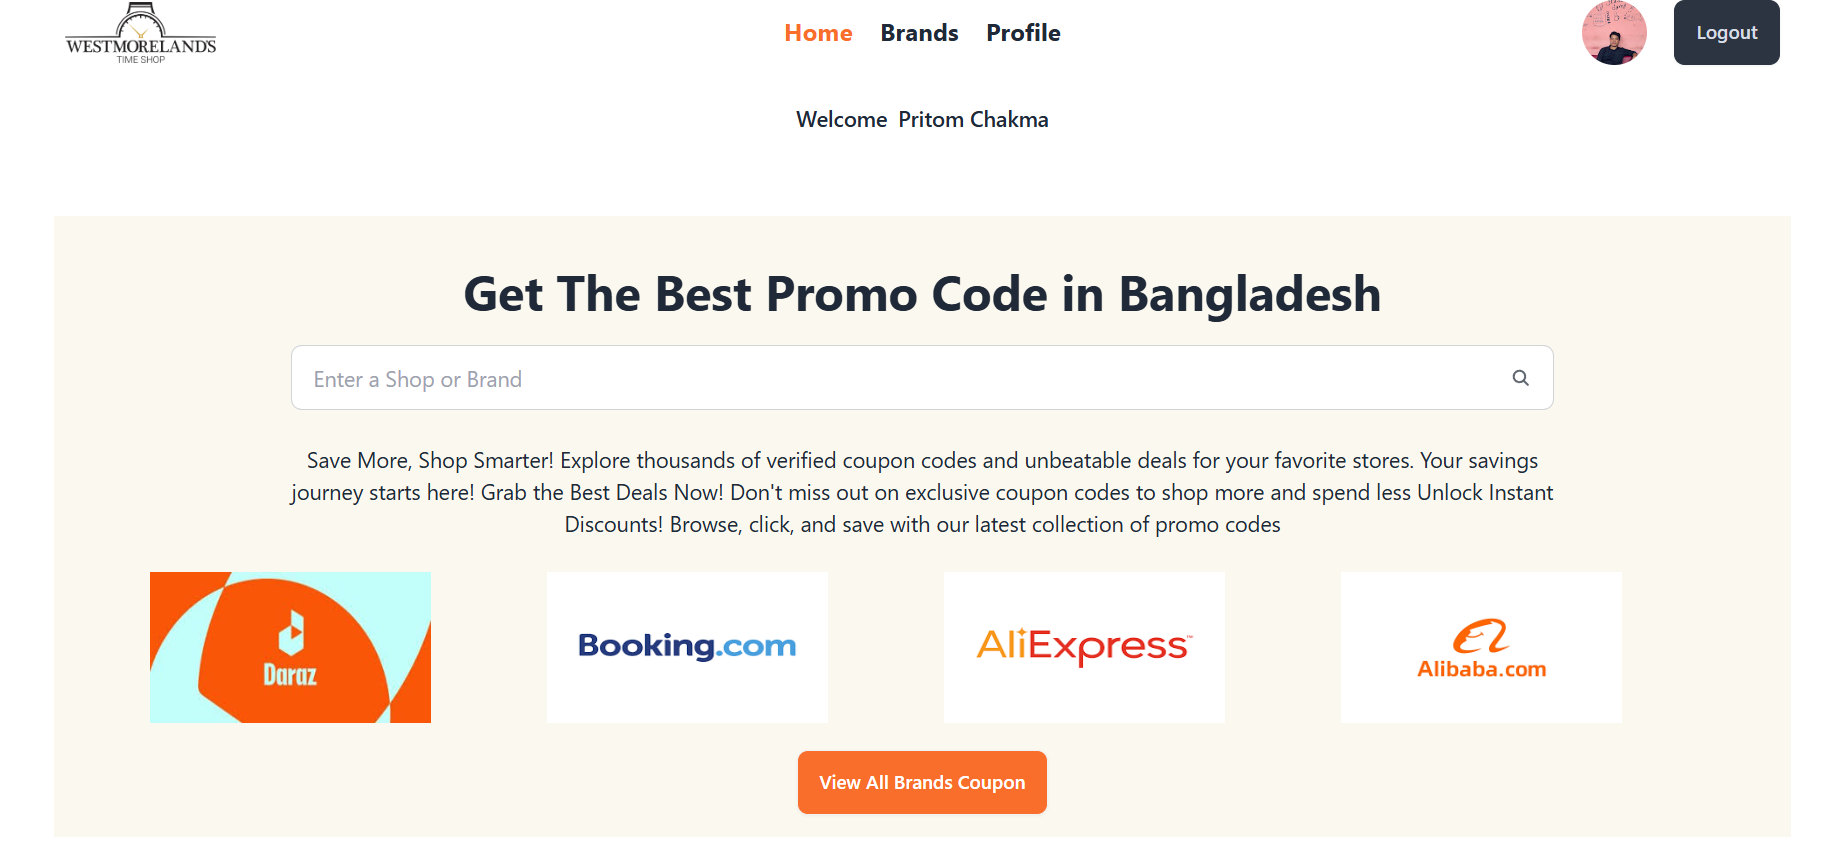 WESTMORELANDS
TIME SHOP
Home Brands Profile
Logout
Welcome Pritom Chakma
Get The Best Promo Code in Bangladesh
Enter a Shop or Brand
Save More, Shop Smarter! Explore thousands of verified coupon codes and unbeatable deals for your favorite stores. Your savings
journey starts here! Grab the Best Deals Now! Don't miss out on exclusive coupon codes to shop more and spend less Unlock Instant
Discounts! Browse, click, and save with our latest collection of promo codes
Daraz
Booking.com
AliExpress™
Alibaba.com
View All Brands Coupon